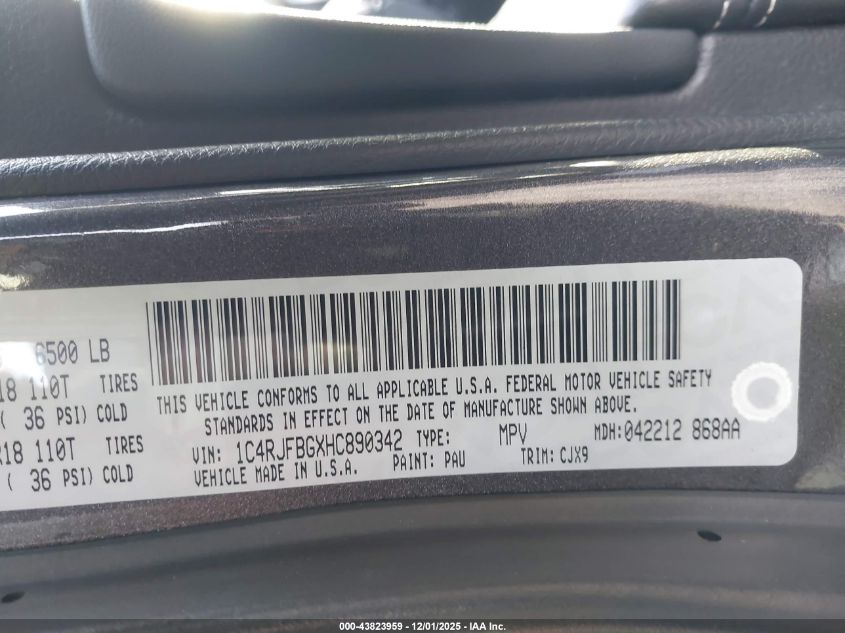 6500 LB
18 110T TIRES
( 36 PSI) COLD
R18 110T TIRES
( 36 PSI) COLD
THIS VEHICLE CONFORMS TO ALL APPLICABLE U.S.A. FEDERAL MOTOR VEHICLE SAFETY
STANDARDS IN EFFECT ON THE DATE OF MANUFACTURE SHOWN ABOVE.
VIN: 1C4RJFBGXHC890342 TYPE: MPV MDH:042212 868AA
VEHICLE MADE IN U.S.A. PAINT: PAU TRIM: CJX9
000-43823959 - 12/01/2025 - IAA Inc.